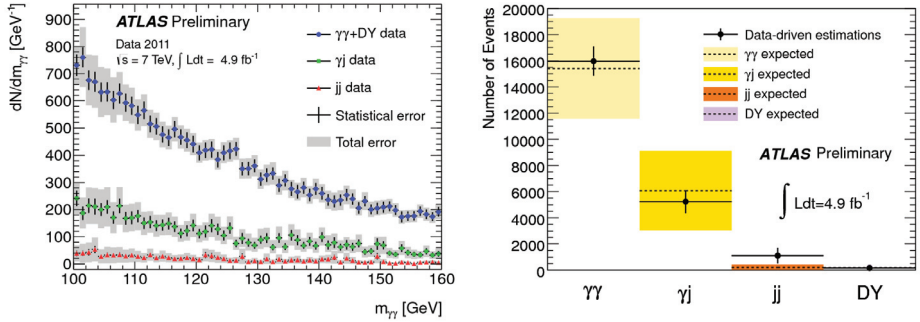 ATLAS Preliminary
Data 2011
√s = 7 TeV, ∫ Ldt = 4.9 fb⁻¹
γγ+DY data
γj data
jj data
Statistical error
Total error
dN/dmγγ [GeV⁻¹]
900
800
700
600
500
400
300
200
100
0
100 110 120 130 140 150 160
mγγ [GeV]
Number of Events
20000
18000
16000
14000
12000
10000
8000
6000
4000
2000
0
Data-driven estimations
γγ expected
γj expected
jj expected
DY expected
ATLAS Preliminary
∫ Ldt=4.9 fb⁻¹
γγ γj jj DY